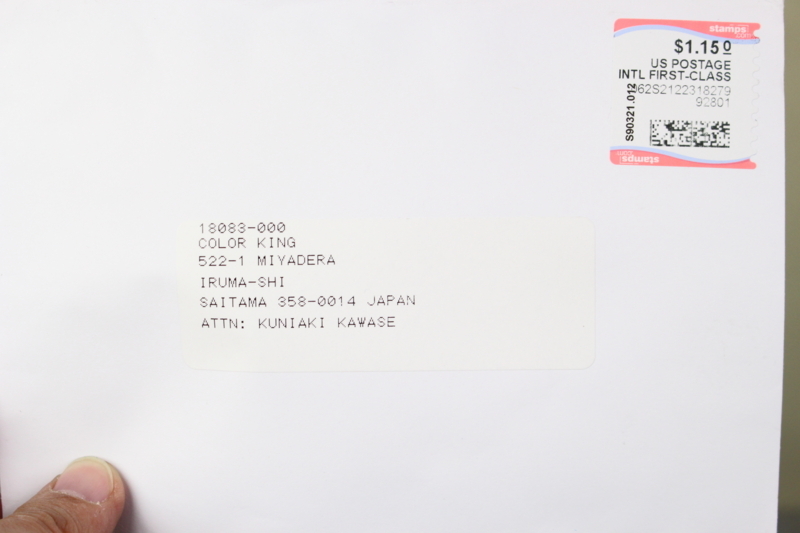 stamps
.com
$1.15⁰
US POSTAGE
INTL FIRST-CLASS
062S2122318279
92801
S90321.012
stamps
18083-000
COLOR KING
522-1 MIYADERA
IRUMA-SHI
SAITAMA 358-0014 JAPAN
ATTN: KUNIAKI KAWASE